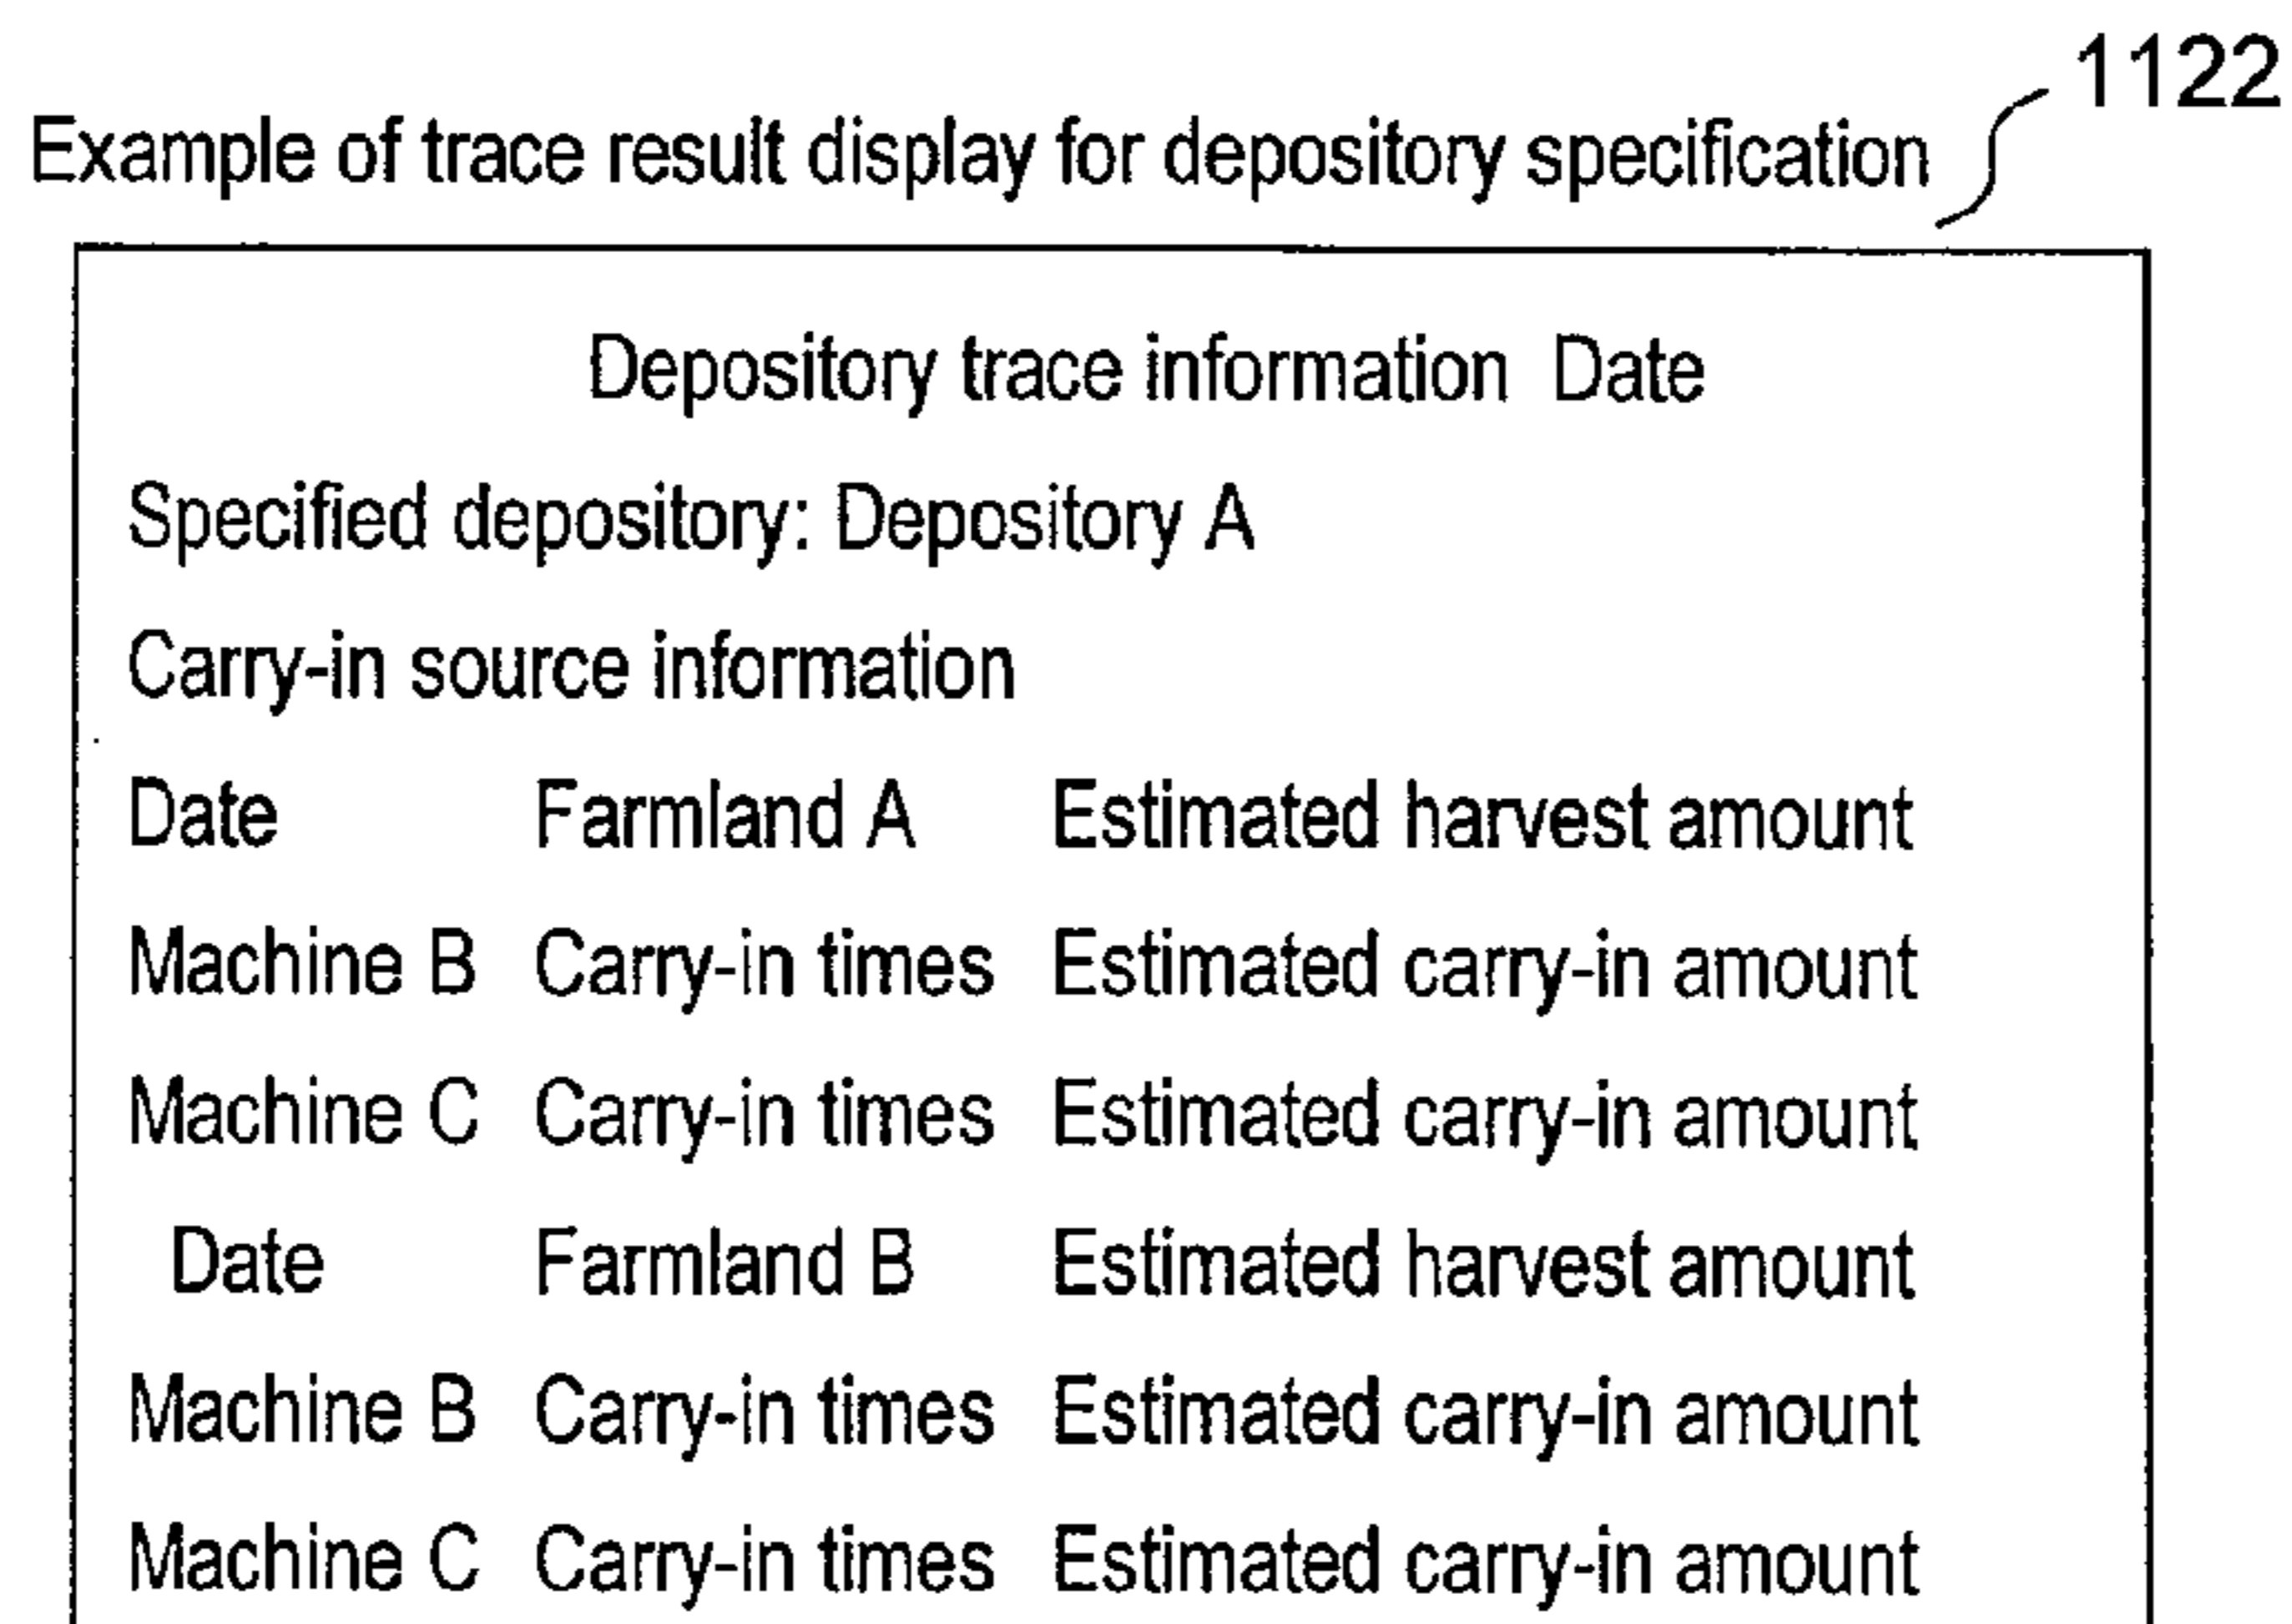 1122
Example of trace result display for depository specification
Depository trace information Date
Specified depository: Depository A
Carry-in source information
Date Farmland A Estimated harvest amount
Machine B Carry-in times Estimated carry-in amount
Machine C Carry-in times Estimated carry-in amount
Date Farmland B Estimated harvest amount
Machine B Carry-in times Estimated carry-in amount
Machine C Carry-in times Estimated carry-in amount